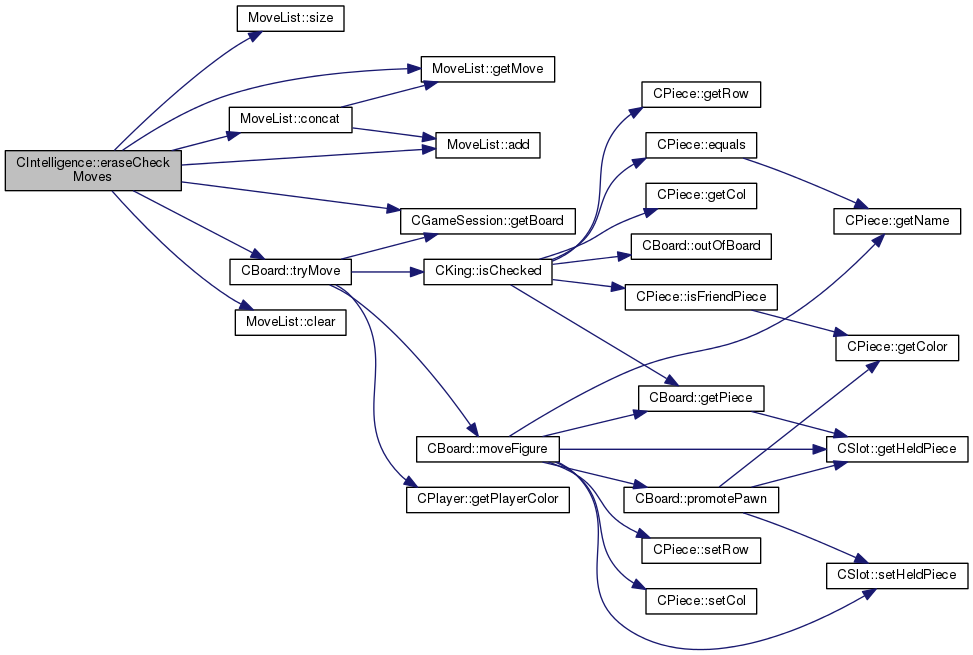 MoveList::size
MoveList::getMove
CPiece::getRow
MoveList::concat
CPiece::equals
MoveList::add
CIntelligence::eraseCheck
Moves
CPiece::getCol
CGameSession::getBoard
CPiece::getName
CBoard::outOfBoard
CBoard::tryMove
CKing::isChecked
CPiece::isFriendPiece
MoveList::clear
CPiece::getColor
CBoard::getPiece
CBoard::moveFigure
CSlot::getHeldPiece
CPlayer::getPlayerColor
CBoard::promotePawn
CPiece::setRow
CSlot::setHeldPiece
CPiece::setCol